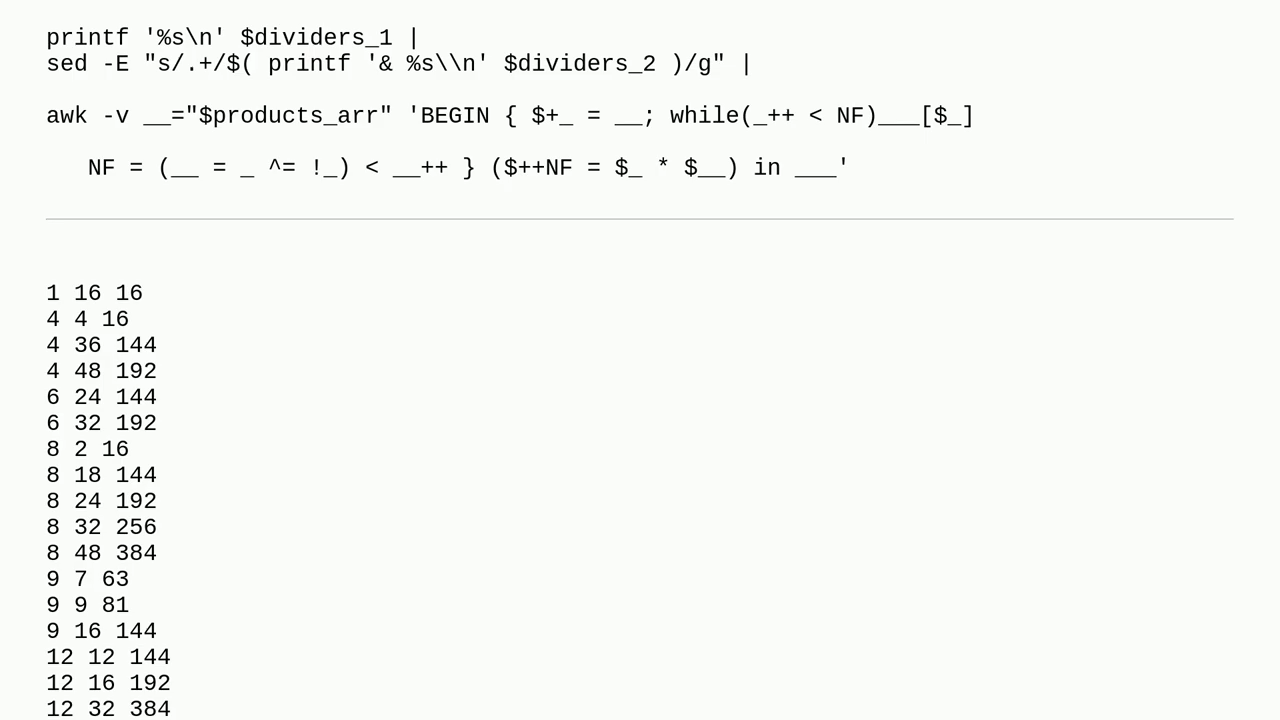 printf '%s\n' $dividers_1 |
sed -E "s/.+/$( printf '& %s\\n' $dividers_2 )/g" |
awk -v __="$products_arr" 'BEGIN { $+_ = __; while(_++ < NF)___[$_]
NF = (__ = _ ^= !_) < __++ } ($++NF = $_ * $__) in ___'
1 16 16
4 4 16
4 36 144
4 48 192
6 24 144
6 32 192
8 2 16
8 18 144
8 24 192
8 32 256
8 48 384
9 7 63
9 9 81
9 16 144
12 12 144
12 16 192
12 32 384